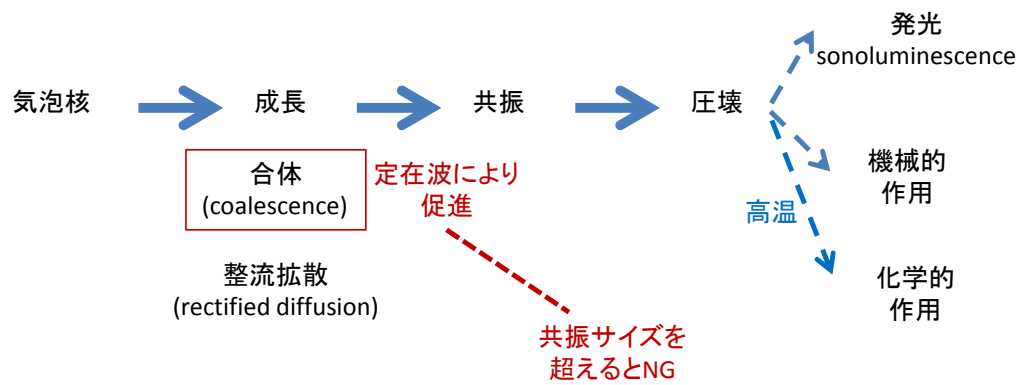 気泡核
成長
共振
圧壊
発光
sonoluminescence
機械的
作用
高温
化学的
作用
合体
(coalescence)
定在波により
促進
整流拡散
(rectified diffusion)
共振サイズを
超えるとNG